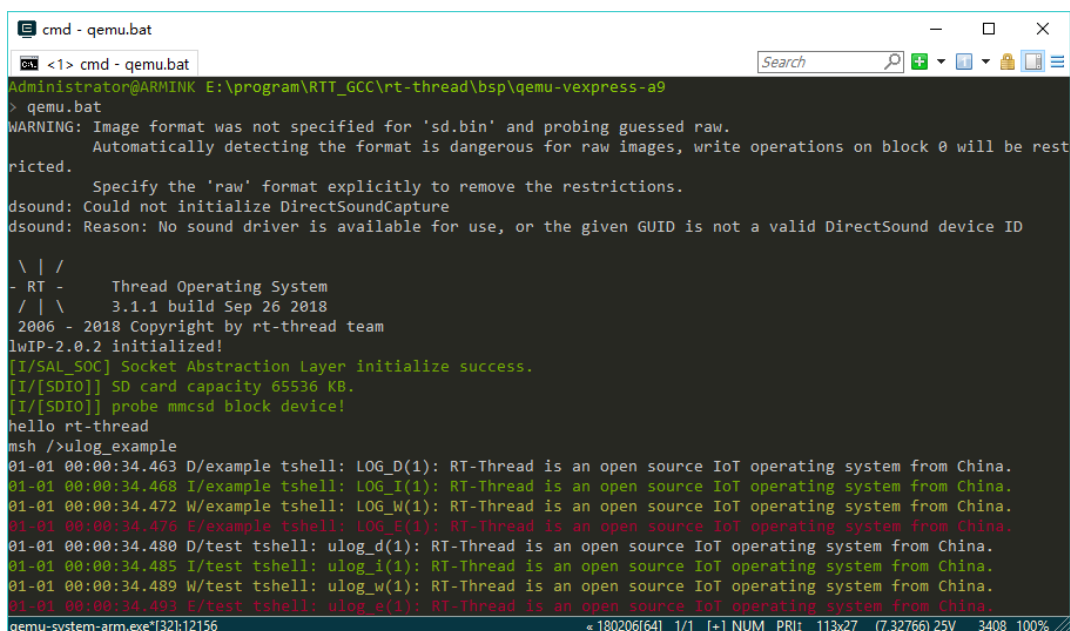 cmd - qemu.bat
<1> cmd - qemu.bat
Search
Administrator@ARMINK E:\program\RTT_GCC\rt-thread\bsp\qemu-vexpress-a9
> qemu.bat
WARNING: Image format was not specified for 'sd.bin' and probing guessed raw.
Automatically detecting the format is dangerous for raw images, write operations on block 0 will be rest
ricted.
Specify the 'raw' format explicitly to remove the restrictions.
dsound: Could not initialize DirectSoundCapture
dsound: Reason: No sound driver is available for use, or the given GUID is not a valid DirectSound device ID
\ | /
- RT -     Thread Operating System
/ | \     3.1.1 build Sep 26 2018
2006 - 2018 Copyright by rt-thread team
lwIP-2.0.2 initialized!
[I/SAL_SOC] Socket Abstraction Layer initialize success.
[I/[SDIO]] SD card capacity 65536 KB.
[I/[SDIO]] probe mmcsd block device!
hello rt-thread
msh />ulog_example
01-01 00:00:34.463 D/example tshell: LOG_D(1): RT-Thread is an open source IoT operating system from China.
01-01 00:00:34.468 I/example tshell: LOG_I(1): RT-Thread is an open source IoT operating system from China.
01-01 00:00:34.472 W/example tshell: LOG_W(1): RT-Thread is an open source IoT operating system from China.
01-01 00:00:34.476 E/example tshell: LOG_E(1): RT-Thread is an open source IoT operating system from China.
01-01 00:00:34.480 D/test tshell: ulog_d(1): RT-Thread is an open source IoT operating system from China.
01-01 00:00:34.485 I/test tshell: ulog_i(1): RT-Thread is an open source IoT operating system from China.
01-01 00:00:34.489 W/test tshell: ulog_w(1): RT-Thread is an open source IoT operating system from China.
01-01 00:00:34.493 E/test tshell: ulog_e(1): RT-Thread is an open source IoT operating system from China.
qemu-system-arm.exe*[32]:12156 « 180206[64] 1/1 [+] NUM PRI: 113x27 (7,32766) 25V 3408 100%